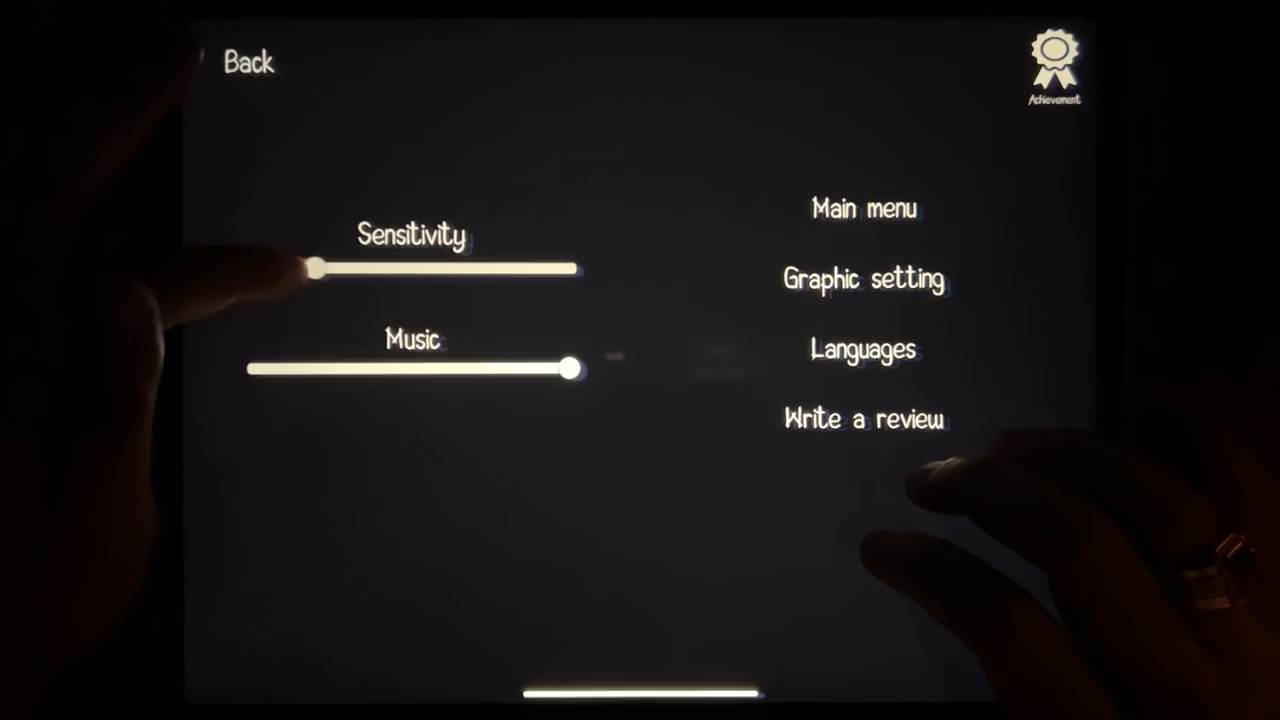 Back
Achievement
Sensitivity
Music
Main menu
Graphic setting
Languages
Write a review